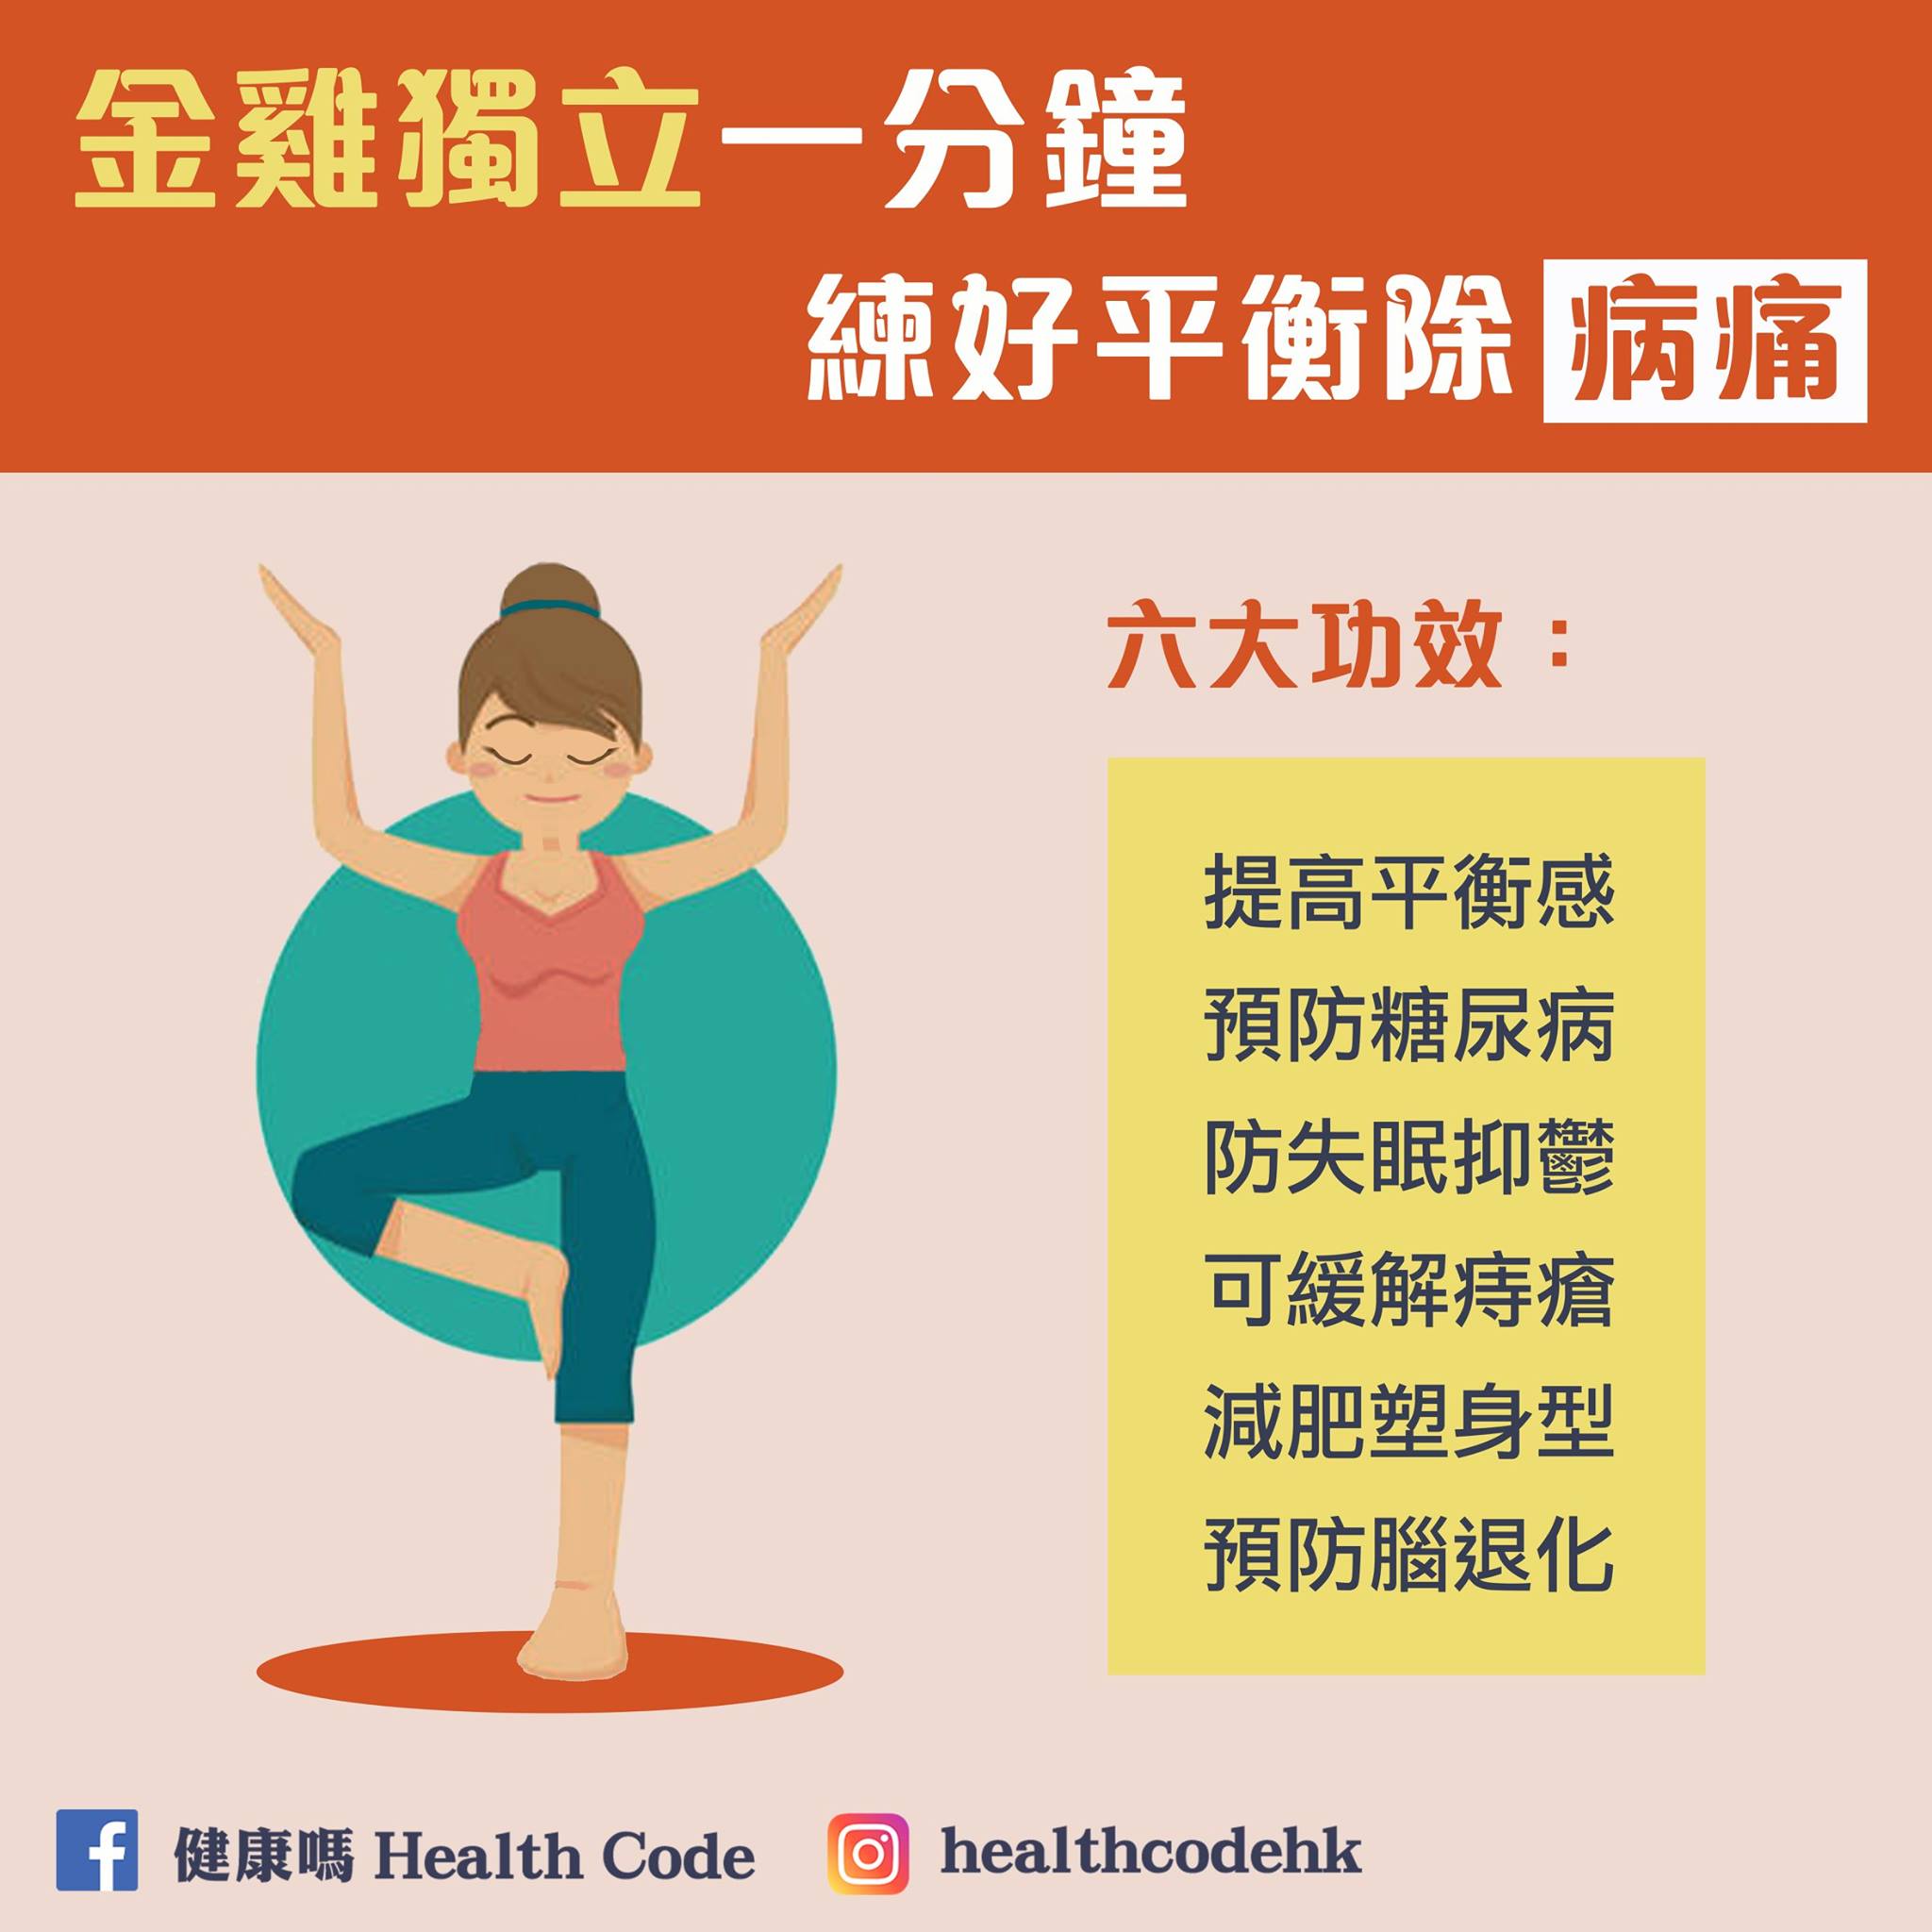 金雞獨立一分鐘
練好平衡除病痛
六大功效：
提高平衡感
預防糖尿病
防失眠抑鬱
可緩解痔瘡
減肥塑身型
預防腦退化
健康嗎 Health Code
healthcodehk